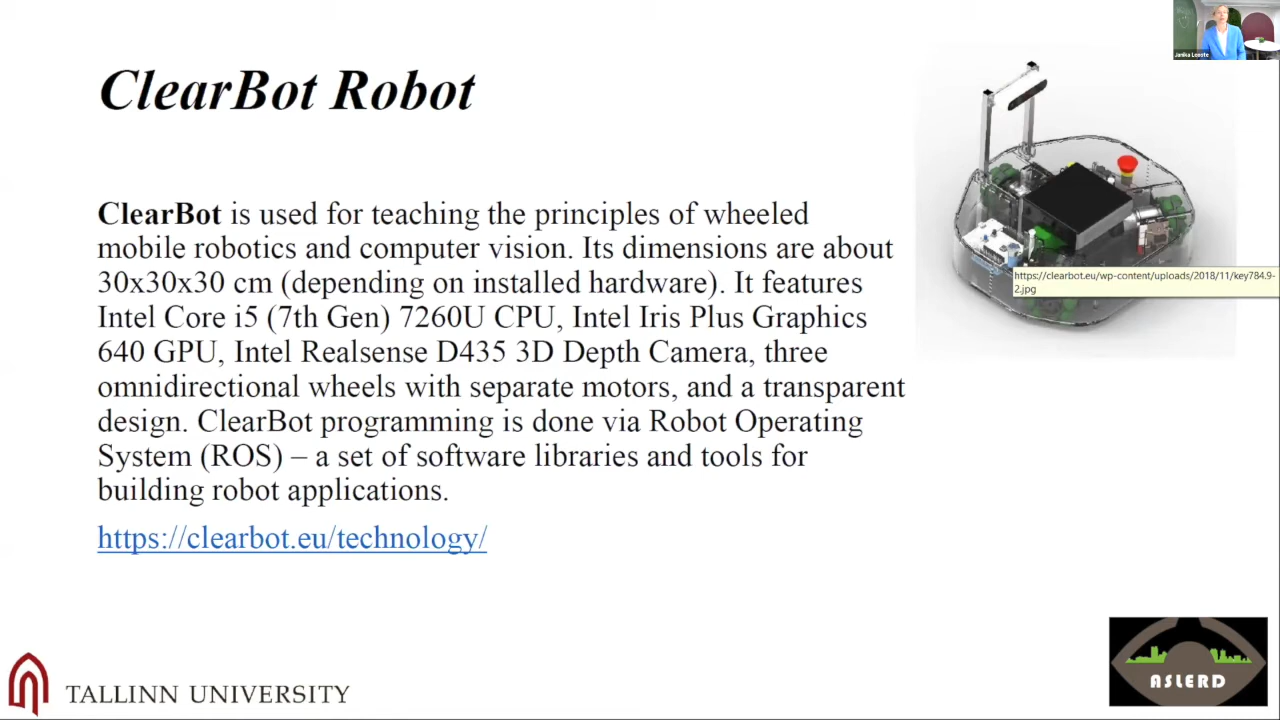 Janika Leoste
ClearBot Robot
ClearBot is used for teaching the principles of wheeled
mobile robotics and computer vision. Its dimensions are about
30x30x30 cm (depending on installed hardware). It features
Intel Core i5 (7th Gen) 7260U CPU, Intel Iris Plus Graphics
640 GPU, Intel Realsense D435 3D Depth Camera, three
omnidirectional wheels with separate motors, and a transparent
design. ClearBot programming is done via Robot Operating
System (ROS) – a set of software libraries and tools for
building robot applications.
https://clearbot.eu/technology/
https://clearbot.eu/wp-content/uploads/2018/11/key784.9-
2.jpg
TALLINN UNIVERSITY
ASLERD